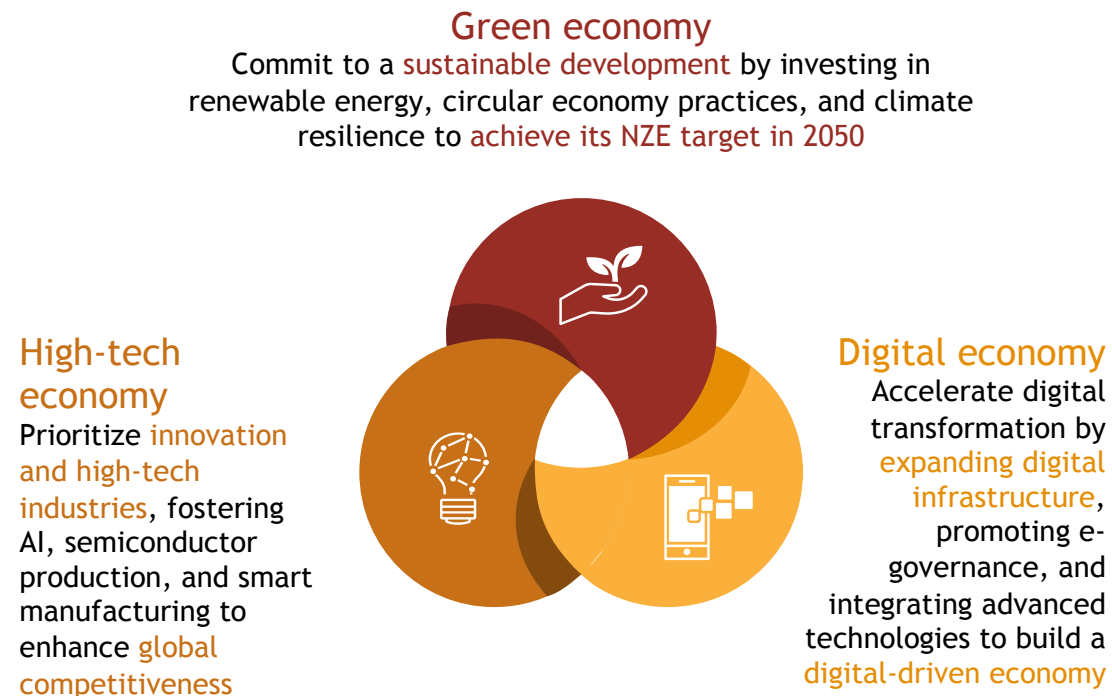 Green economy
Commit to a sustainable development by investing in
renewable energy, circular economy practices, and climate
resilience to achieve its NZE target in 2050
High-tech
economy
Prioritize innovation
and high-tech
industries, fostering
AI, semiconductor
production, and smart
manufacturing to
enhance global
competitiveness
Digital economy
Accelerate digital
transformation by
expanding digital
infrastructure,
promoting e-
governance, and
integrating advanced
technologies to build a
digital-driven economy